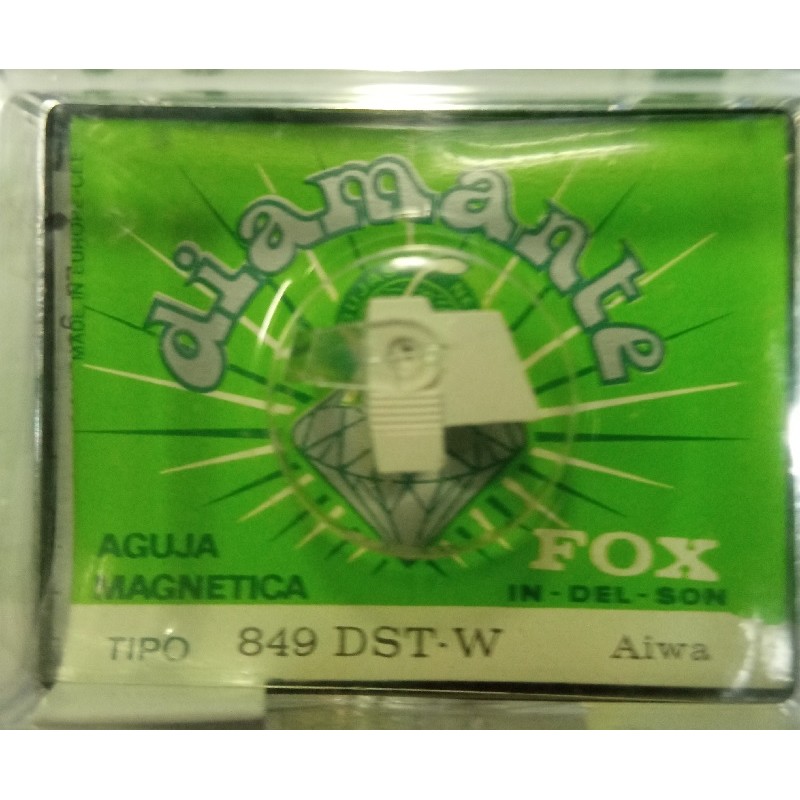 diamante
MADE IN EUROPE-CEE
AGUJA
MAGNETICA
FOX
IN-DEL-SON
TIPO 849 DST-W Aiwa